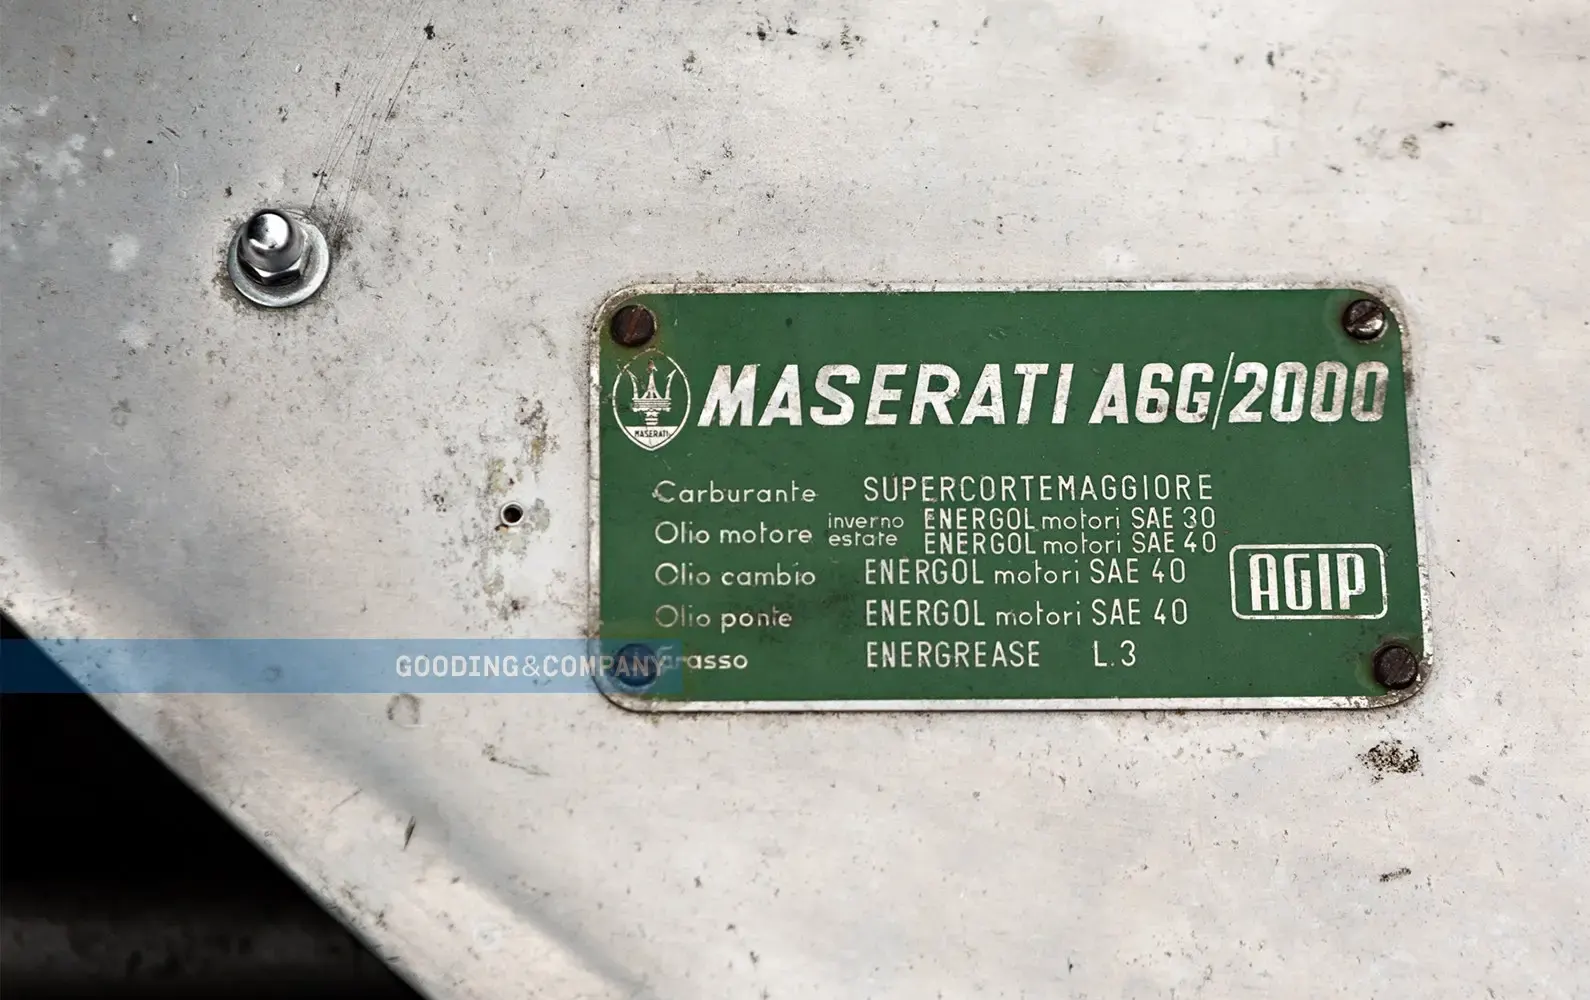 MASERATI A6G/2000
MASERATI
Carburante SUPERCORTEMAGGIORE
Olio motore inverno ENERGOL motori SAE 30
estate ENERGOL motori SAE 40
Olio cambio ENERGOL motori SAE 40
Olio ponte ENERGOL motori SAE 40
AGIP
Grasso ENERGREASE L.3
GOODING&COMPANY